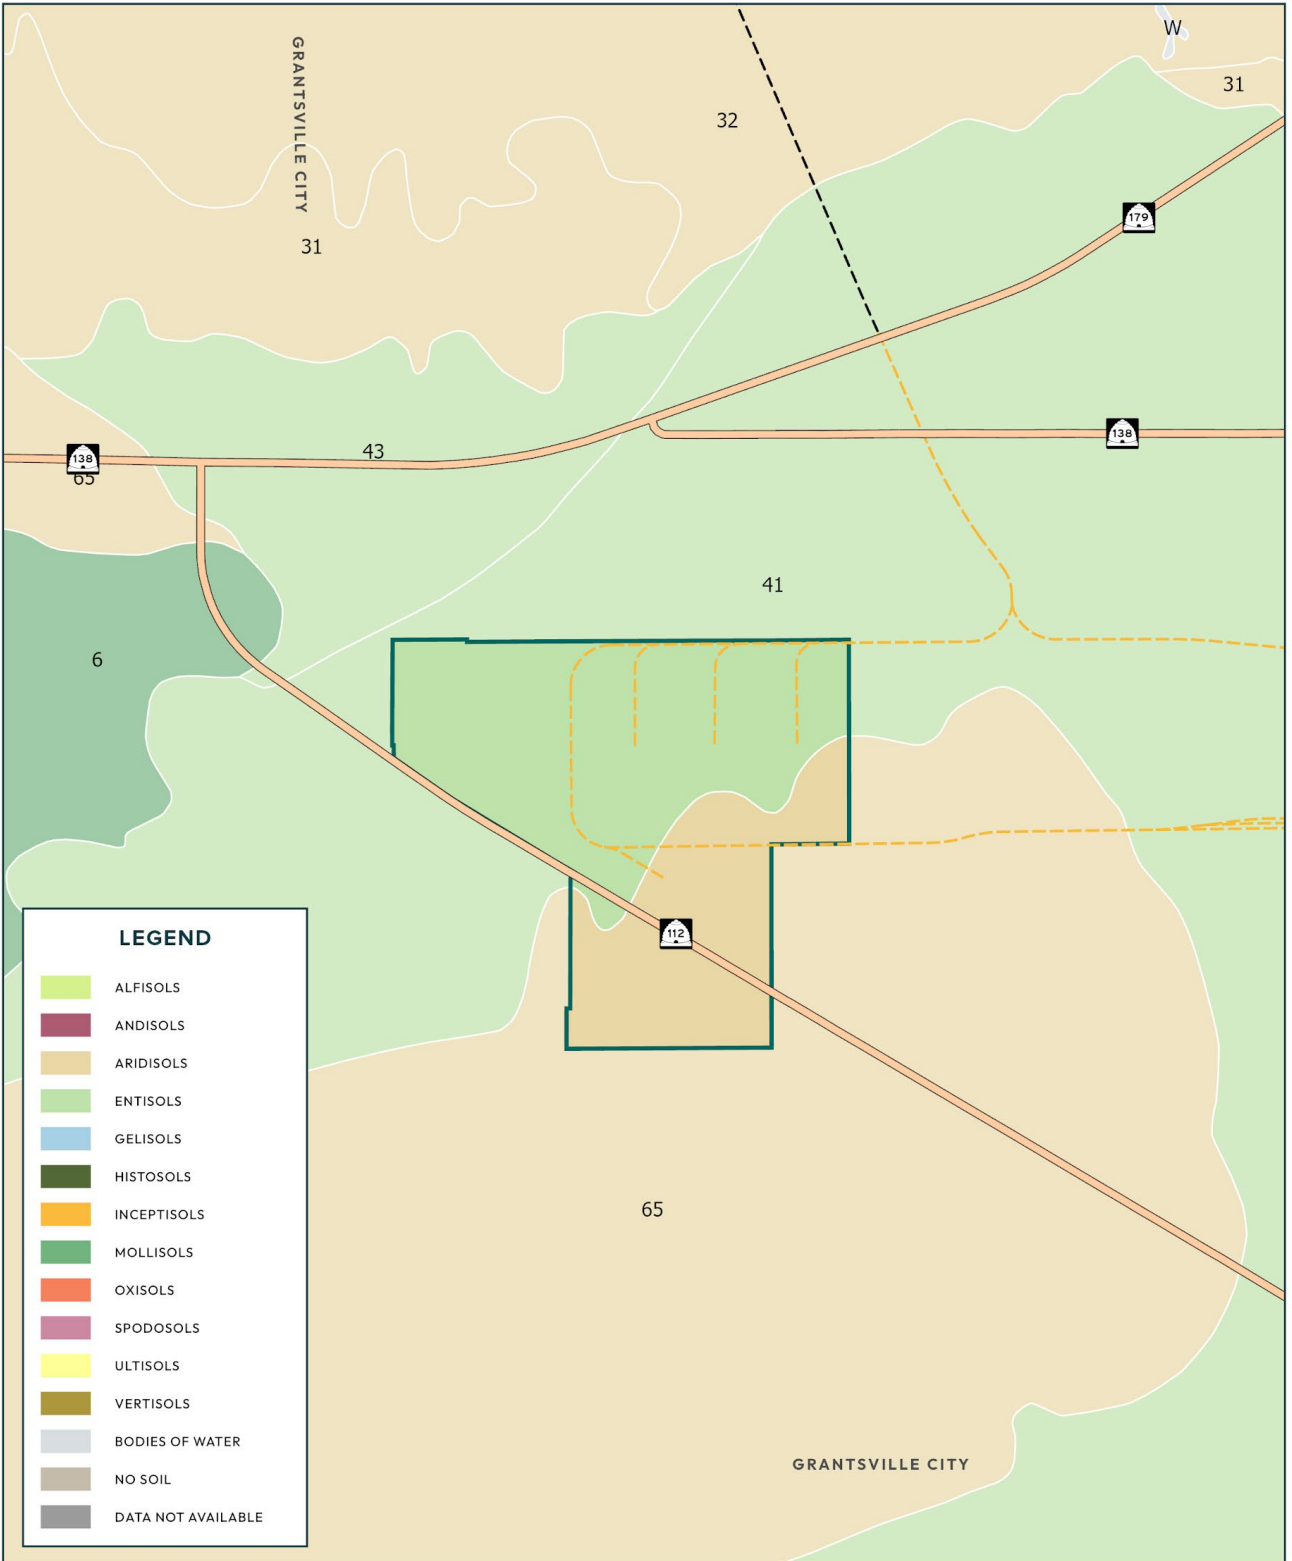 W
31
GRANTSVILLE CITY
32
179
31
138
43
138
65
41
6
112
65
GRANTSVILLE CITY
LEGEND
ALFISOLS
ANDISOLS
ARIDISOLS
ENTISOLS
GELISOLS
HISTOSOLS
INCEPTISOLS
MOLLISOLS
OXISOLS
SPODOSOLS
ULTISOLS
VERTISOLS
BODIES OF WATER
NO SOIL
DATA NOT AVAILABLE